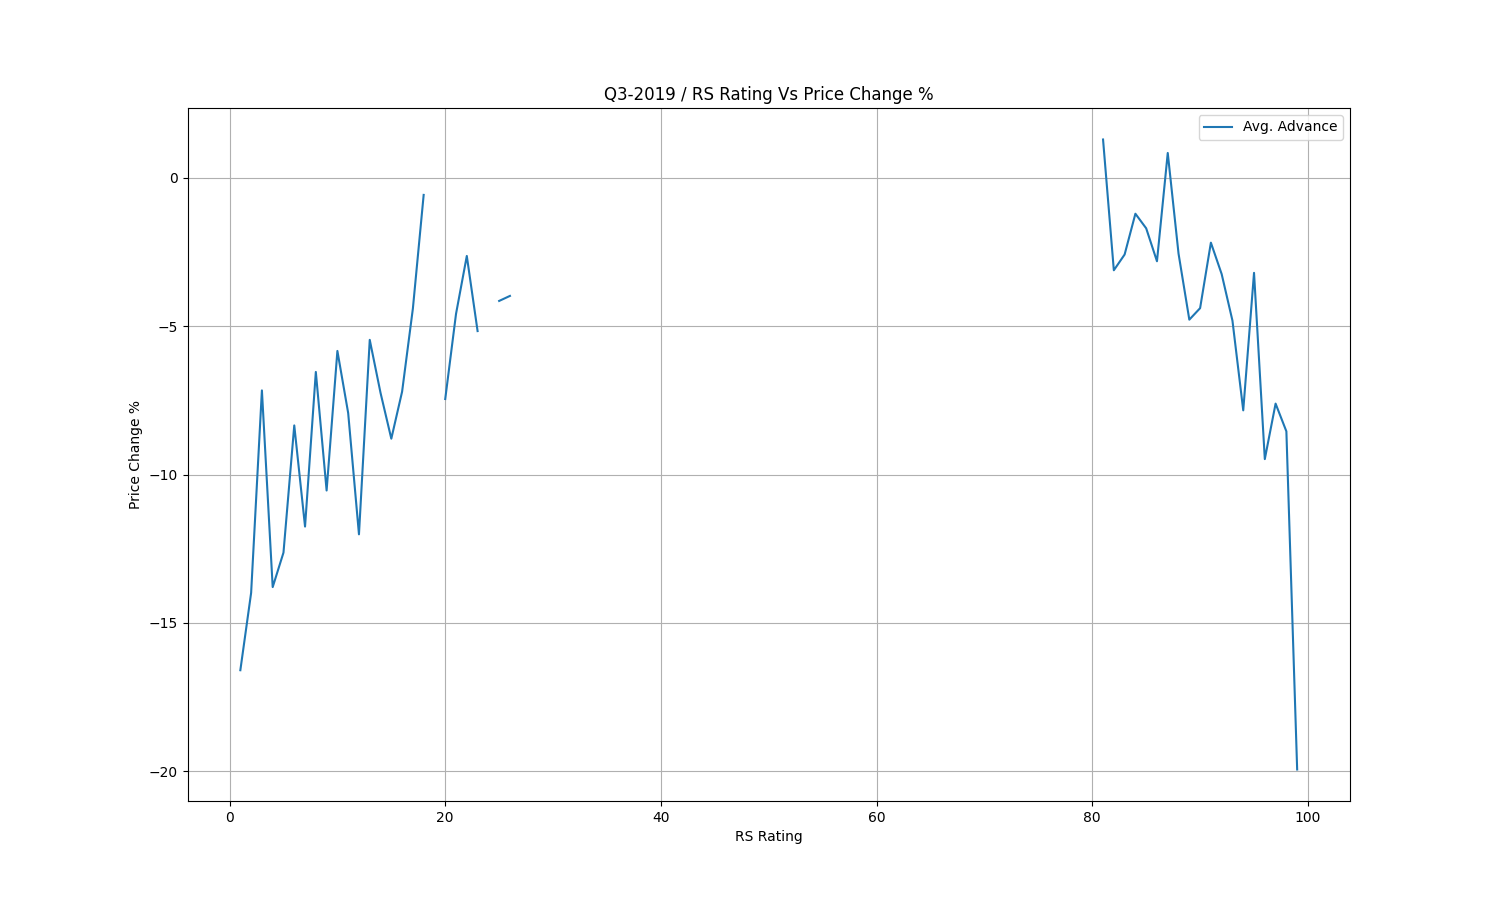 Q3-2019 / RS Rating Vs Price Change %
Avg. Advance
0
−5
−10
−15
−20
Price Change %
0 20 40 60 80 100
RS Rating